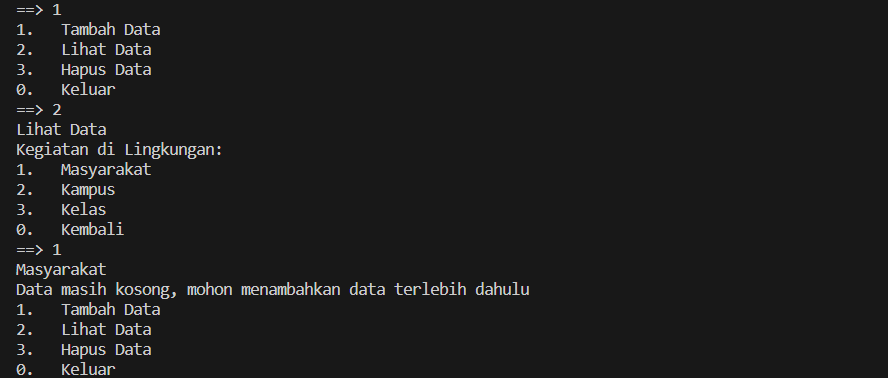 ==> 1
1.   Tambah Data
2.   Lihat Data
3.   Hapus Data
0.   Keluar
==> 2
Lihat Data
Kegiatan di Lingkungan:
1.   Masyarakat
2.   Kampus
3.   Kelas
0.   Kembali
==> 1
Masyarakat
Data masih kosong, mohon menambahkan data terlebih dahulu
1.   Tambah Data
2.   Lihat Data
3.   Hapus Data
0.   Keluar